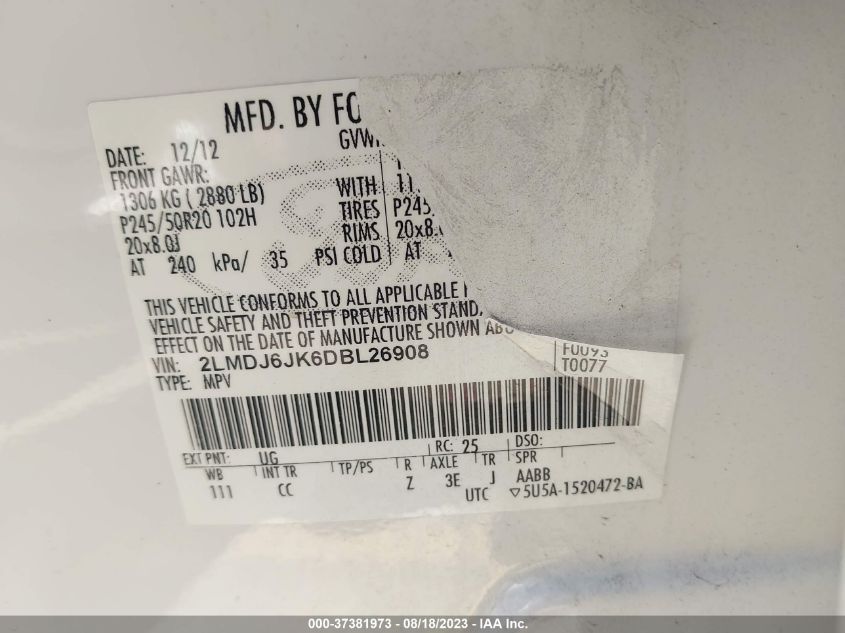 MFD. BY FO
DATE: 12/12
GVW
FRONT GAWR:
1306 KG ( 2880 LB)
WITH
P245/50R20 102H
TIRES P245
20x8.0J
RIMS 20x8.
AT 240 kPa/ 35 PSI COLD AT
THIS VEHICLE CONFORMS TO ALL APPLICABLE
VEHICLE SAFETY AND THEFT PREVENTION STAND
EFFECT ON THE DATE OF MANUFACTURE SHOWN ABO
VIN: 2LMDJ6JK6DBL26908
F0093
TYPE: MPV
T0077
EXT PNT: UG RC: 25 DSO:
WB INT TR TP/PS R AXLE TR SPR
111 CC Z 3E J AABB
UTC ▽5U5A-1520472-BA
000-37381973 - 08/18/2023 - IAA Inc.